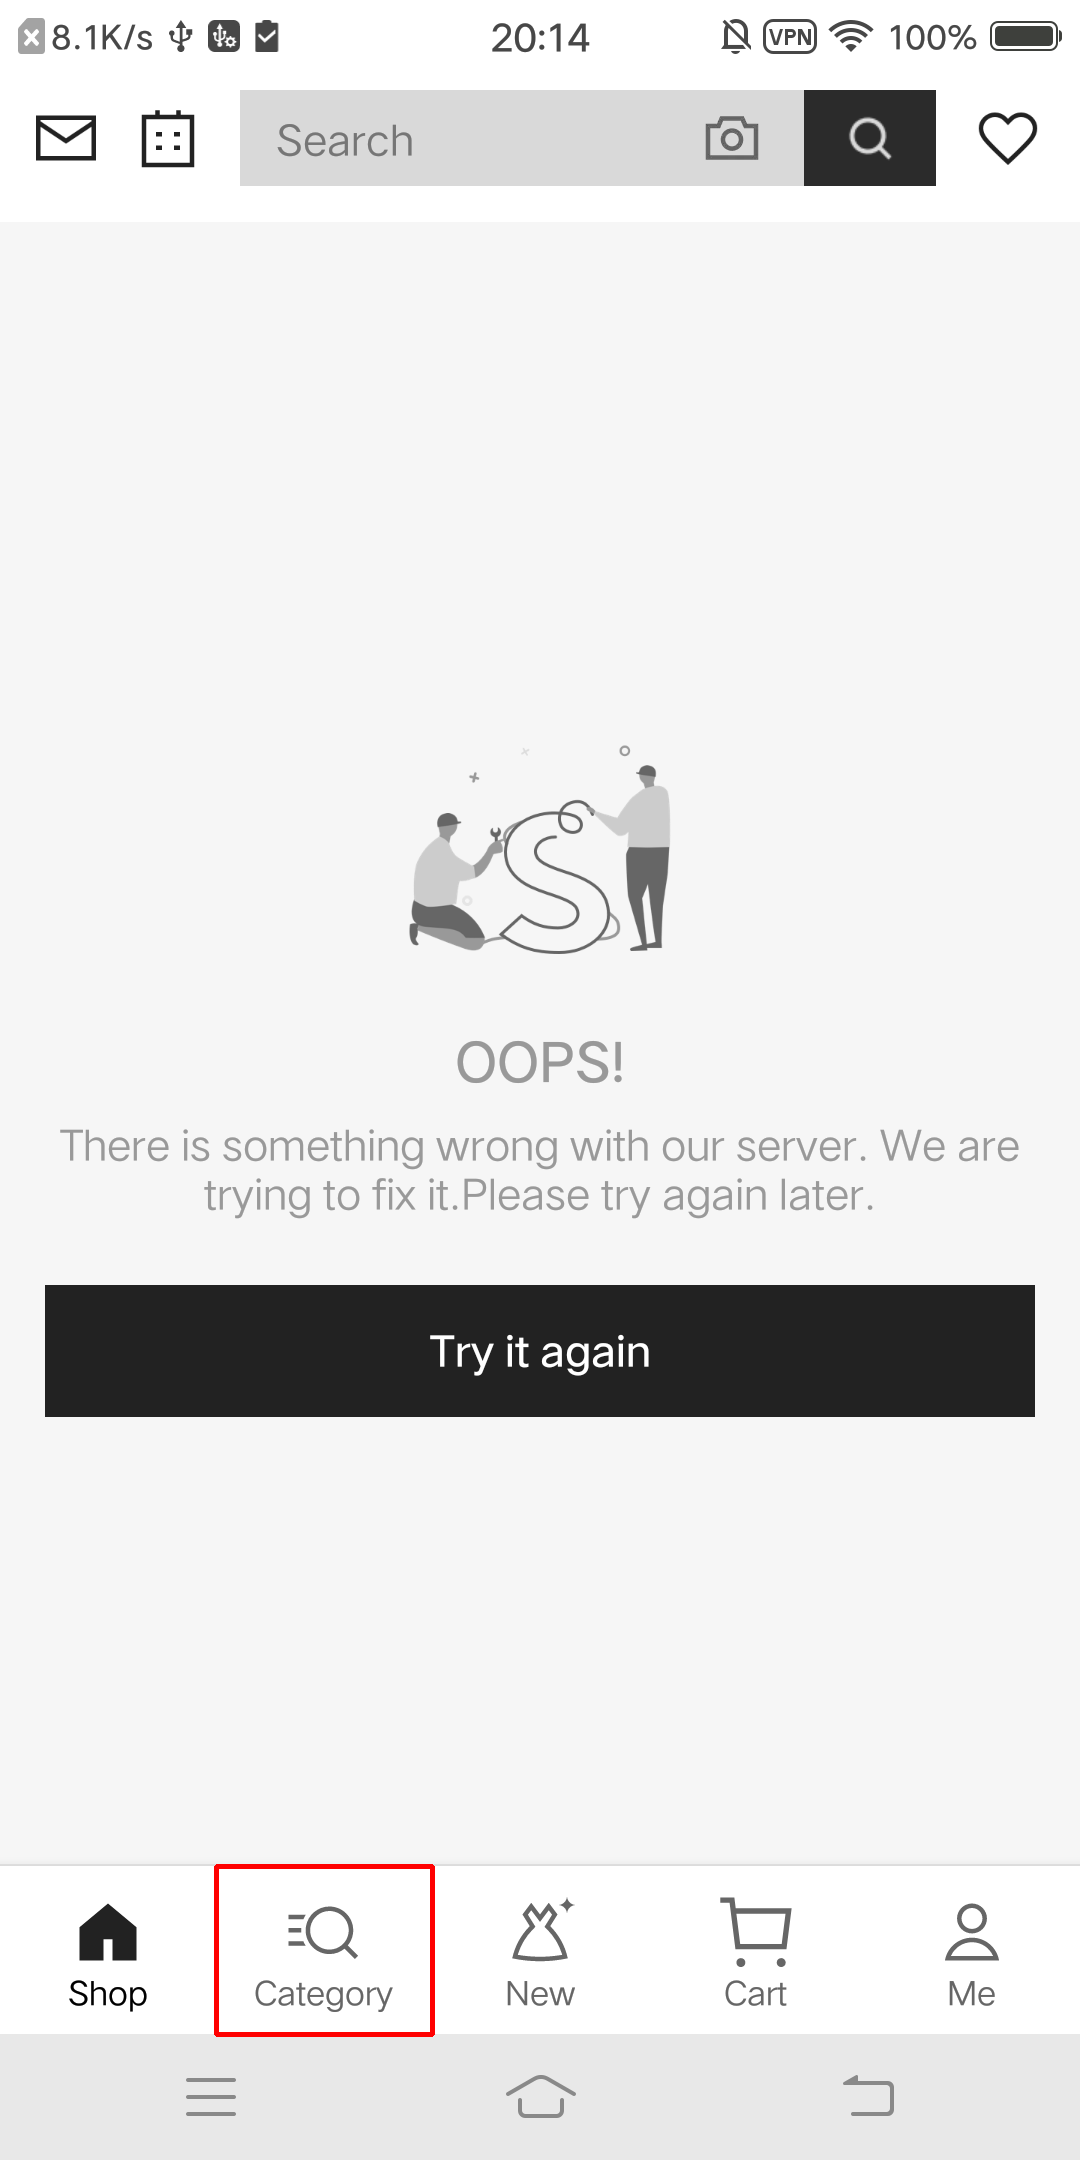 8.1K/s
20:14
VPN
100%
Search
OOPS!
There is something wrong with our server. We are
trying to fix it.Please try again later.
Try it again
Shop
Category
New
Cart
Me